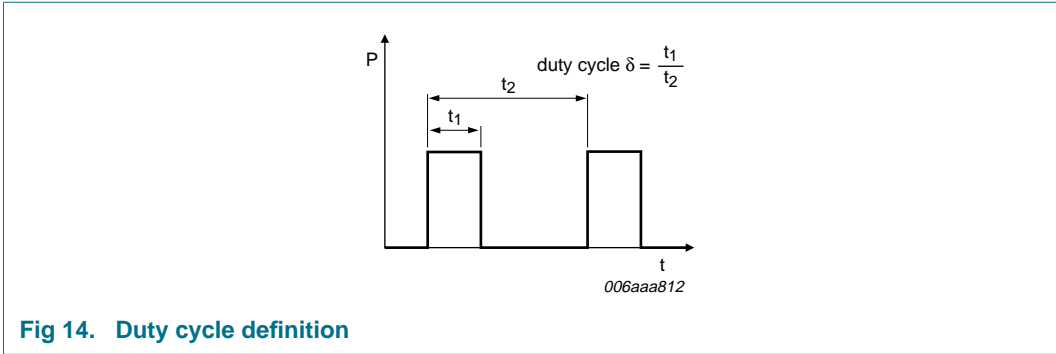 P
duty cycle δ = t1
t2
t2
t1
t
006aaa812
Fig 14. Duty cycle definition